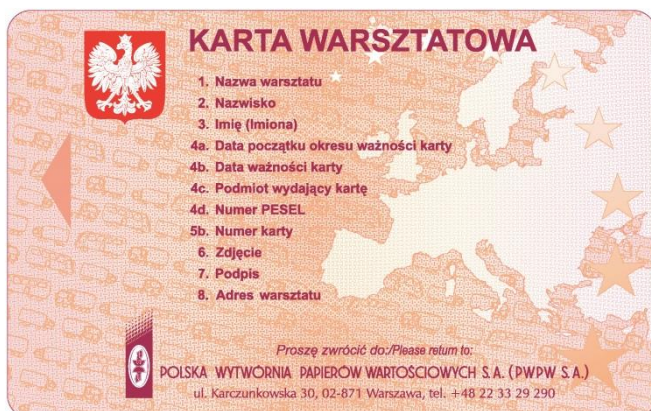 KARTA WARSZTATOWA
1. Nazwa warsztatu
2. Nazwisko
3. Imię (Imiona)
4a. Data początku okresu ważności karty
4b. Data ważności karty
4c. Podmiot wydający kartę
4d. Numer PESEL
5b. Numer karty
6. Zdjęcie
7. Podpis
8. Adres warsztatu
Proszę zwrócić do:/Please return to:
POLSKA WYTWÓRNIA PAPIERÓW WARTOŚCIOWYCH S.A. (PWPW S.A.)
ul. Karczunkowska 30, 02-871 Warszawa, tel. +48 22 33 29 290